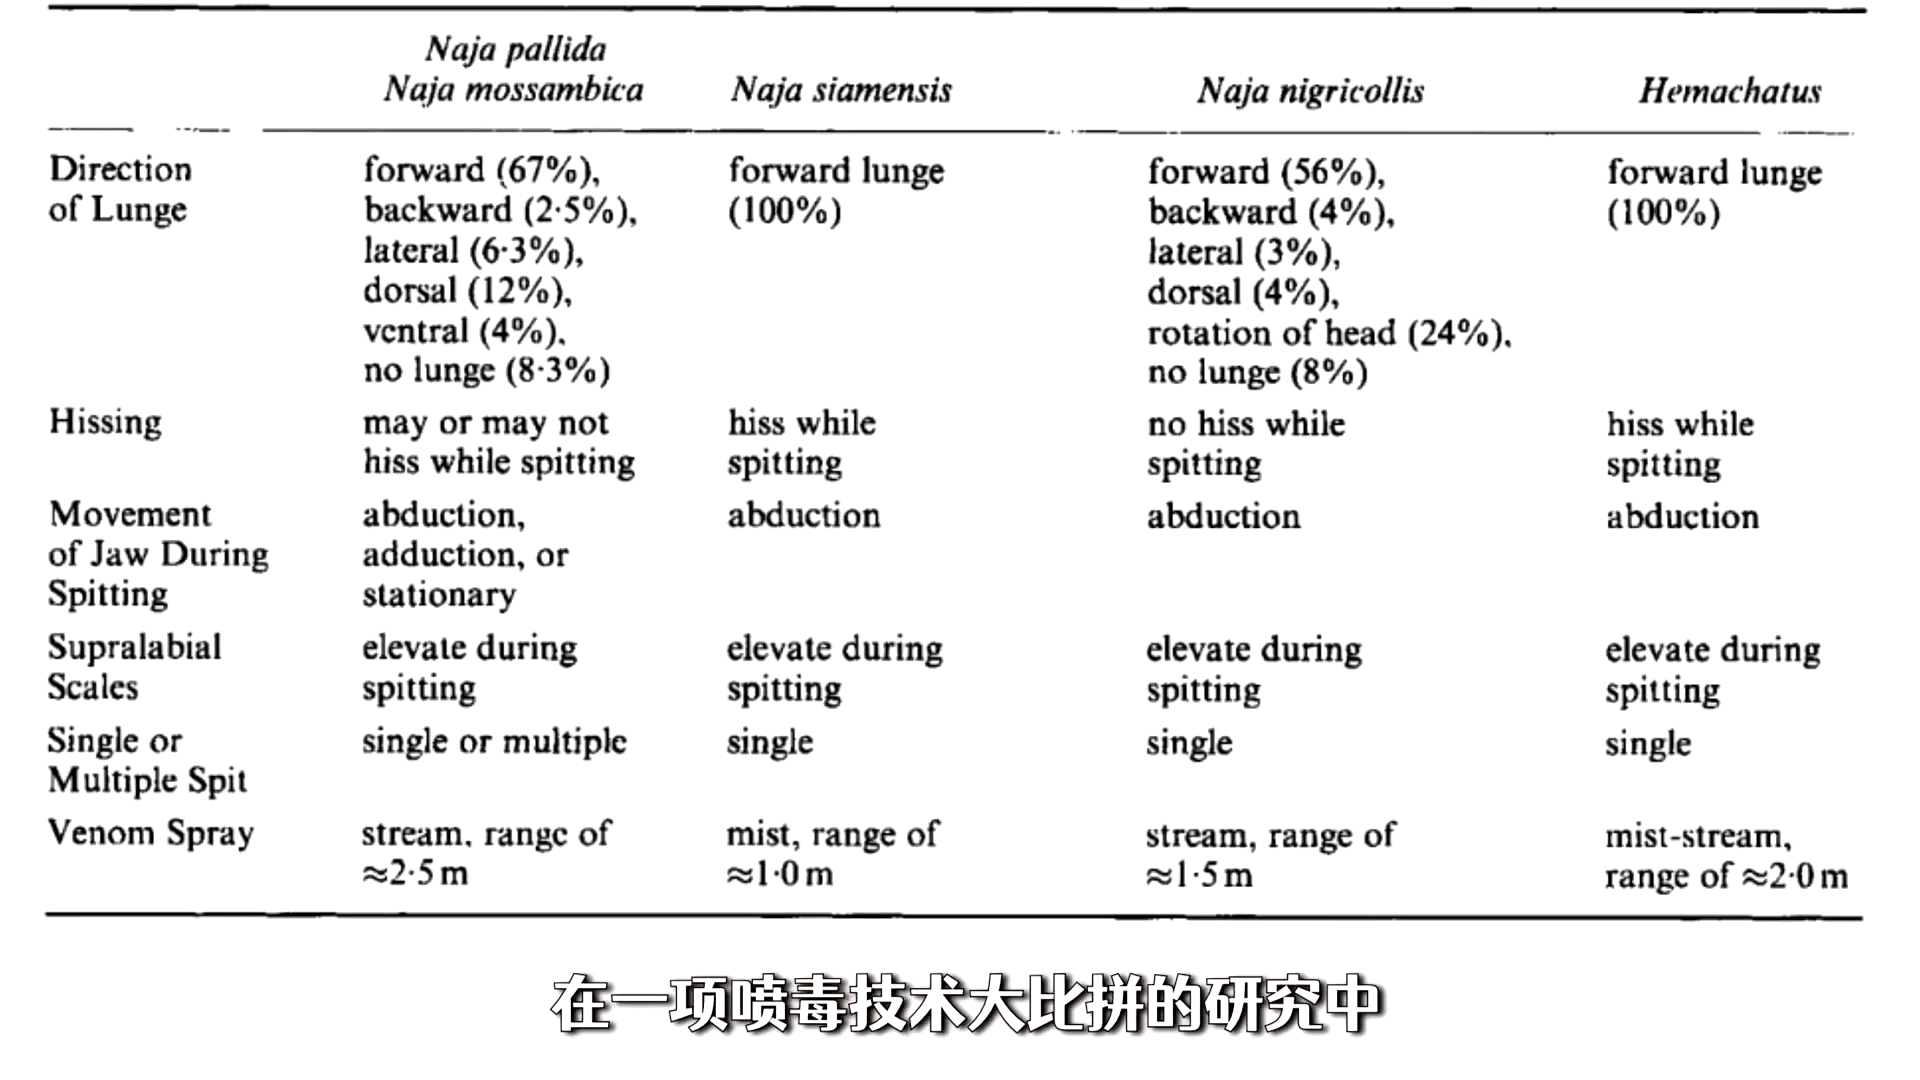 Naja pallida
Naja mossambica Naja siamensis Naja nigricollis Hemachatus
Direction forward (67%), forward lunge forward (56%), forward lunge
of Lunge backward (2·5%), (100%) backward (4%), (100%)
lateral (6·3%), lateral (3%),
dorsal (12%), dorsal (4%),
ventral (4%), rotation of head (24%),
no lunge (8·3%) no lunge (8%)
Hissing may or may not hiss while no hiss while hiss while
hiss while spitting spitting spitting spitting
Movement abduction, abduction abduction abduction
of Jaw During adduction, or
Spitting stationary
Supralabial elevate during elevate during elevate during elevate during
Scales spitting spitting spitting spitting
Single or single or multiple single single single
Multiple Spit
Venom Spray stream, range of mist, range of stream, range of mist-stream,
≈2·5 m ≈1·0 m ≈1·5 m range of ≈2·0 m
在一项喷毒技术大比拼的研究中